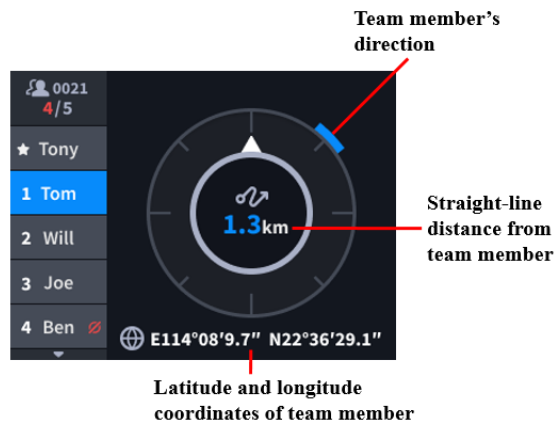 Team member's
direction
0021
4/5
Tony
1 Tom
2 Will
3 Joe
4 Ben
1.3km
Straight-line
distance from
team member
E114°08'9.7" N22°36'29.1"
Latitude and longitude
coordinates of team member